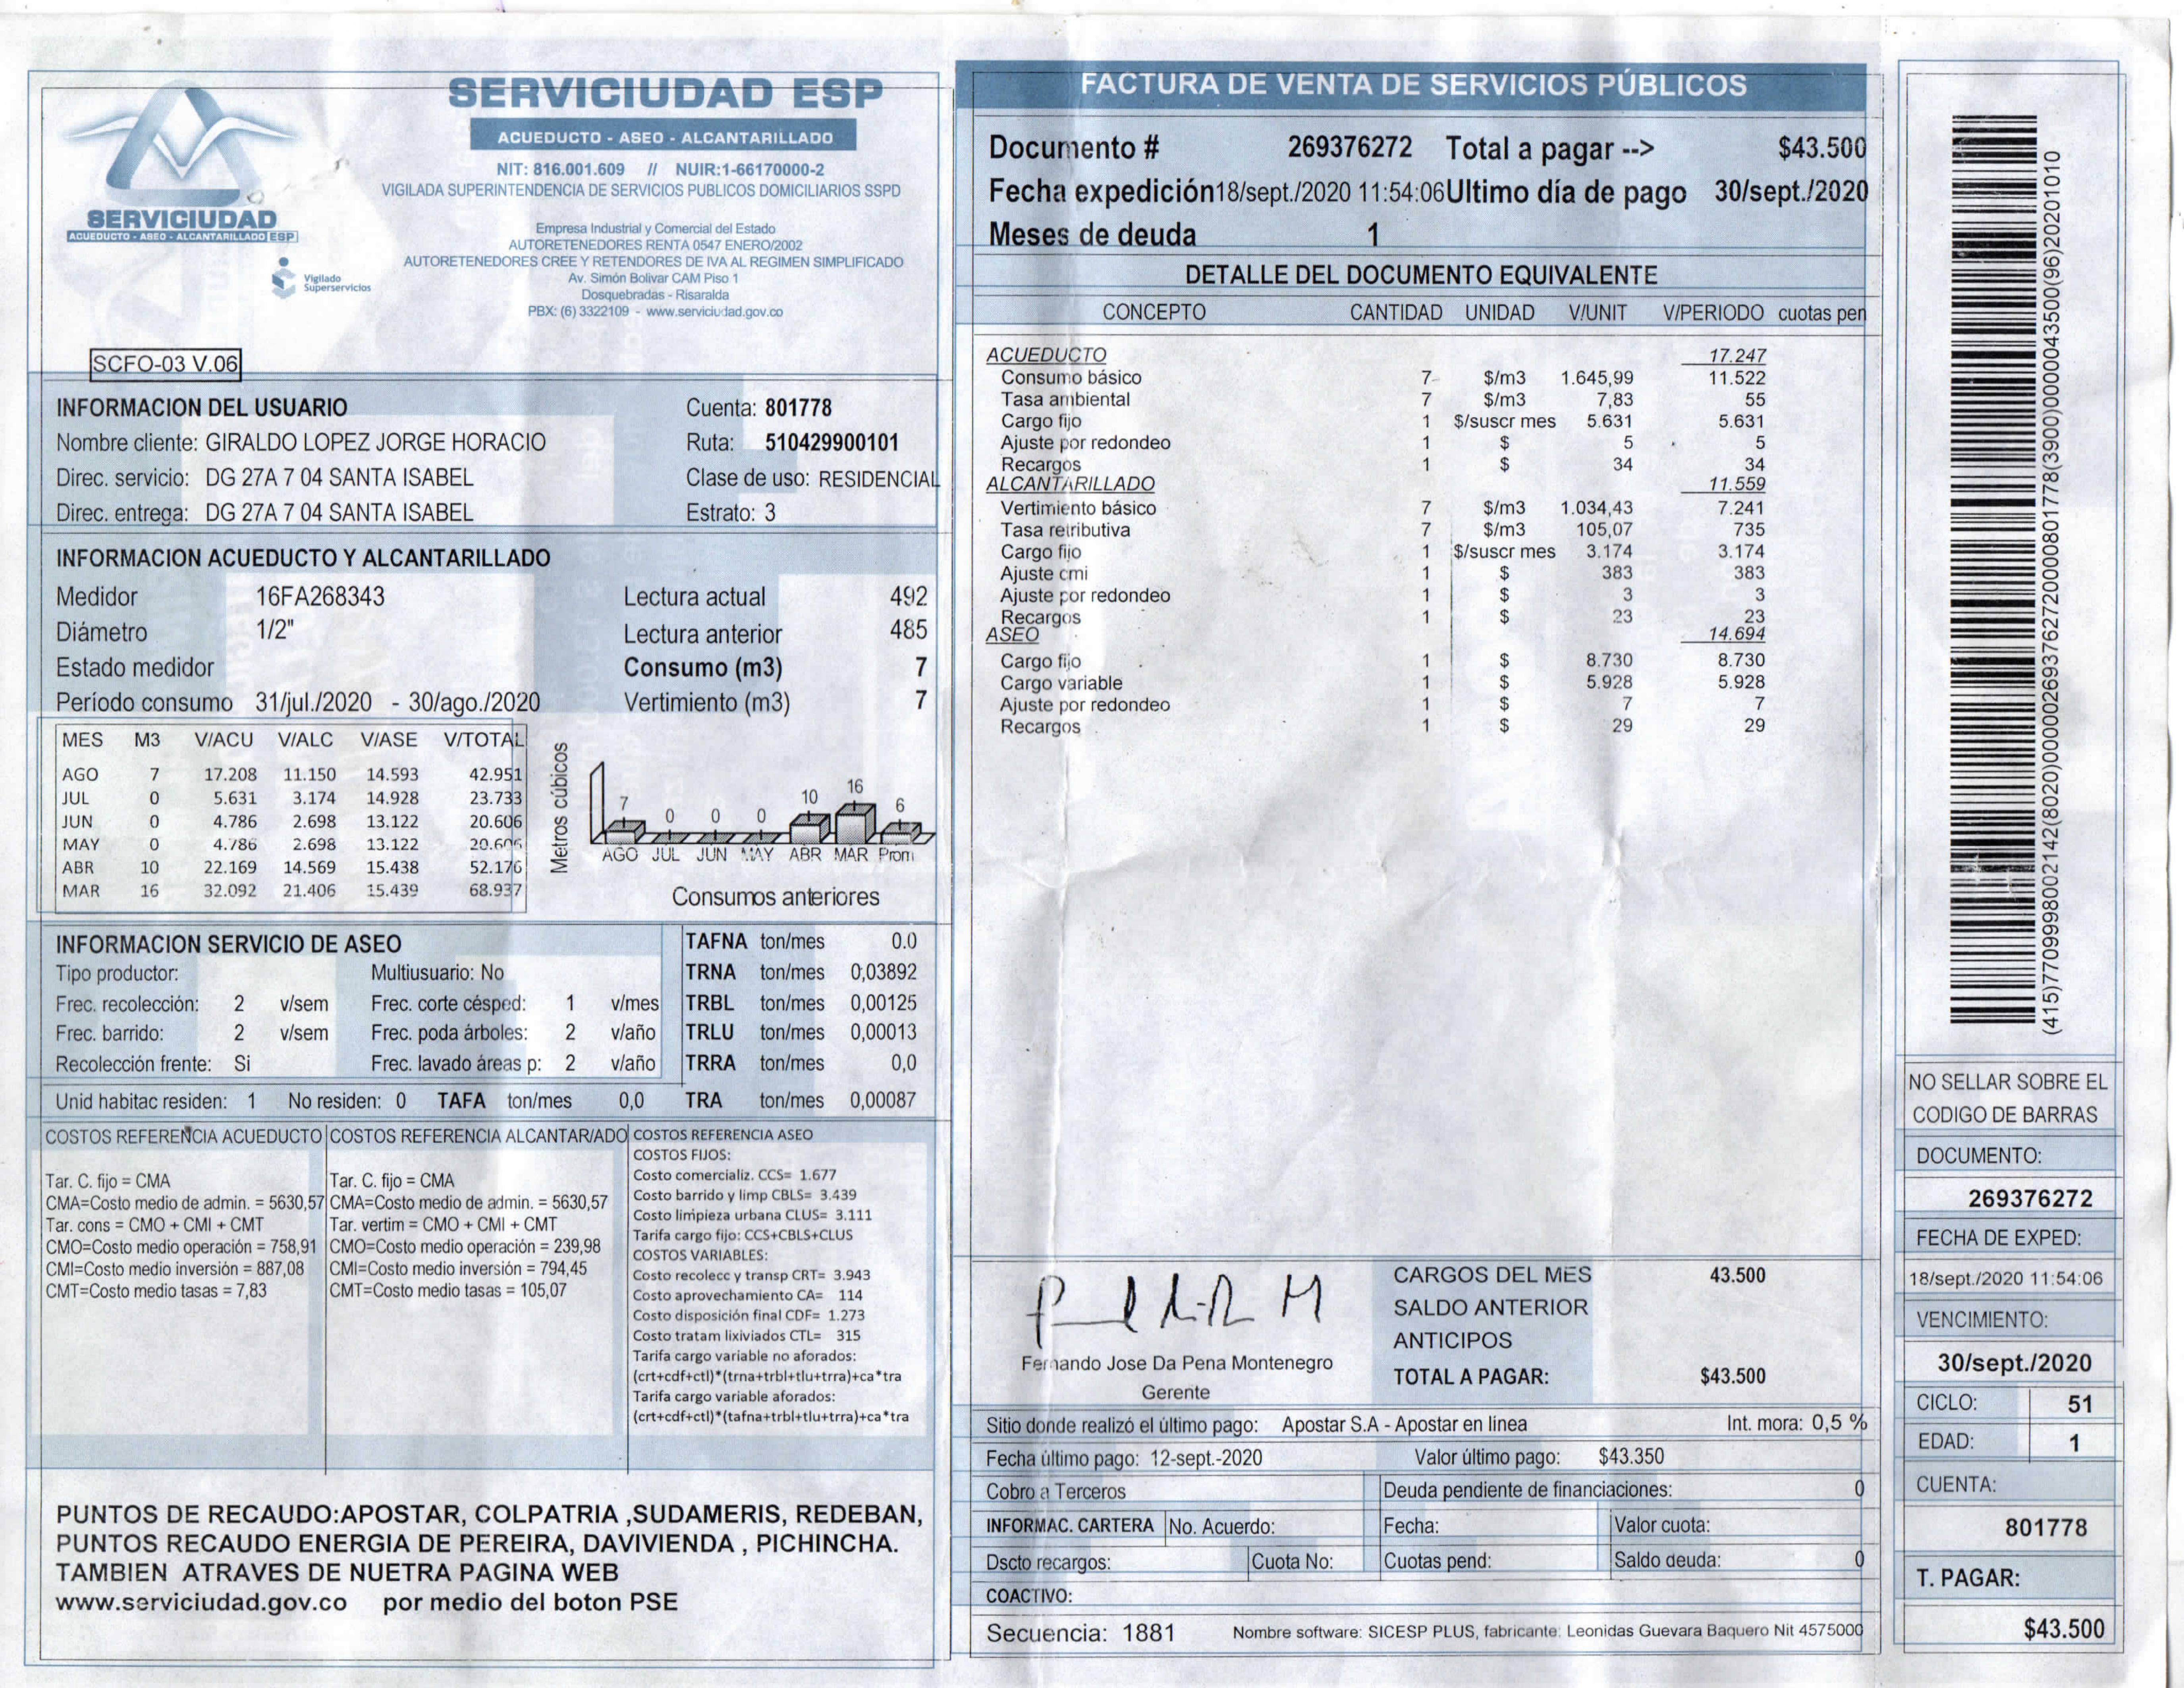 SERVICIUDAD
ACUEDUCTO - ASEO - ALCANTARILLADO ESP
Vigilado
Superservicios
SERVICIUDAD ESP
ACUEDUCTO - ASEO - ALCANTARILLADO
NIT: 816.001.609 // NUIR:1-66170000-2
VIGILADA SUPERINTENDENCIA DE SERVICIOS PUBLICOS DOMICILIARIOS SSPD
Empresa Industrial y Comercial del Estado
AUTORETENEDORES RENTA 0547 ENERO/2002
AUTORETENEDORES CREE Y RETENDORES DE IVA AL REGIMEN SIMPLIFICADO
Av. Simón Bolivar CAM Piso 1
Dosquebradas - Risaralda
PBX: (6) 3322109 - www.serviciudad.gov.co
SCFO-03 V.06
INFORMACION DEL USUARIO Cuenta: 801778
Nombre cliente: GIRALDO LOPEZ JORGE HORACIO Ruta: 510429900101
Direc. servicio: DG 27A 7 04 SANTA ISABEL Clase de uso: RESIDENCIAL
Direc. entrega: DG 27A 7 04 SANTA ISABEL Estrato: 3
INFORMACION ACUEDUCTO Y ALCANTARILLADO
Medidor 16FA268343 Lectura actual 492
Diámetro 1/2" Lectura anterior 485
Estado medidor Consumo (m3) 7
Período consumo 31/jul./2020 - 30/ago./2020 Vertimiento (m3) 7
MES M3 V/ACU V/ALC V/ASE V/TOTAL
AGO 7 17.208 11.150 14.593 42.951
JUL 0 5.631 3.174 14.928 23.733
JUN 0 4.786 2.698 13.122 20.606
MAY 0 4.786 2.698 13.122 20.606
ABR 10 22.169 14.569 15.438 52.176
MAR 16 32.092 21.406 15.439 68.937
Metros cúbicos
7 0 0 0 10 16 6
AGO JUL JUN MAY ABR MAR Prom
Consumos anteriores
INFORMACION SERVICIO DE ASEO TAFNA ton/mes 0.0
Tipo productor: Multiusuario: No TRNA ton/mes 0,03892
Frec. recolección: 2 v/sem Frec. corte césped: 1 v/mes TRBL ton/mes 0,00125
Frec. barrido: 2 v/sem Frec. poda árboles: 2 v/año TRLU ton/mes 0,00013
Recolección frente: Si Frec. lavado áreas p: 2 v/año TRRA ton/mes 0,0
Unid habitac residen: 1 No residen: 0 TAFA ton/mes 0,0 TRA ton/mes 0,00087
COSTOS REFERENCIA ACUEDUCTO
Tar. C. fijo = CMA
CMA=Costo medio de admin. = 5630,57
Tar. cons = CMO + CMI + CMT
CMO=Costo medio operación = 758,91
CMI=Costo medio inversión = 887,08
CMT=Costo medio tasas = 7,83
COSTOS REFERENCIA ALCANTAR/ADO
Tar. C. fijo = CMA
CMA=Costo medio de admin. = 5630,57
Tar. vertim = CMO + CMI + CMT
CMO=Costo medio operación = 239,98
CMI=Costo medio inversión = 794,45
CMT=Costo medio tasas = 105,07
COSTOS REFERENCIA ASEO
COSTOS FIJOS:
Costo comercializ. CCS= 1.677
Costo barrido y limp CBLS= 3.439
Costo limpieza urbana CLUS= 3.111
Tarifa cargo fijo: CCS+CBLS+CLUS
COSTOS VARIABLES:
Costo recolecc y transp CRT= 3.943
Costo aprovechamiento CA= 114
Costo disposición final CDF= 1.273
Costo tratam lixiviados CTL= 315
Tarifa cargo variable no aforados:
(crt+cdf+ctl)*(trna+trbl+tlu+trra)+ca*tra
Tarifa cargo variable aforados:
(crt+cdf+ctl)*(tafna+trbl+tlu+trra)+ca*tra
PUNTOS DE RECAUDO:APOSTAR, COLPATRIA ,SUDAMERIS, REDEBAN,
PUNTOS RECAUDO ENERGIA DE PEREIRA, DAVIVIENDA , PICHINCHA.
TAMBIEN ATRAVES DE NUETRA PAGINA WEB
www.serviciudad.gov.co por medio del boton PSE
FACTURA DE VENTA DE SERVICIOS PÚBLICOS
Documento # 269376272 Total a pagar --> $43.500
Fecha expedición18/sept./2020 11:54:06Ultimo día de pago 30/sept./2020
Meses de deuda 1
DETALLE DEL DOCUMENTO EQUIVALENTE
CONCEPTO CANTIDAD UNIDAD V/UNIT V/PERIODO cuotas pen
ACUEDUCTO 17.247
Consumo básico 7 $/m3 1.645,99 11.522
Tasa ambiental 7 $/m3 7,83 55
Cargo fijo 1 $/suscr mes 5.631 5.631
Ajuste por redondeo 1 $ 5 5
Recargos 1 $ 34 34
ALCANTARILLADO 11.559
Vertimiento básico 7 $/m3 1.034,43 7.241
Tasa retributiva 7 $/m3 105,07 735
Cargo fijo 1 $/suscr mes 3.174 3.174
Ajuste cmi 1 $ 383 383
Ajuste por redondeo 1 $ 3 3
Recargos 1 $ 23 23
ASEO 14.694
Cargo fijo 1 $ 8.730 8.730
Cargo variable 1 $ 5.928 5.928
Ajuste por redondeo 1 $ 7 7
Recargos 1 $ 29 29
CARGOS DEL MES 43.500
SALDO ANTERIOR
ANTICIPOS
TOTAL A PAGAR: $43.500
Fernando Jose Da Pena Montenegro
Gerente
Sitio donde realizó el último pago: Apostar S.A - Apostar en línea Int. mora: 0,5 %
Fecha último pago: 12-sept.-2020 Valor último pago: $43.350
Cobro a Terceros Deuda pendiente de financiaciones: 0
INFORMAC. CARTERA No. Acuerdo: Fecha: Valor cuota:
Dscto recargos: Cuota No: Cuotas pend: Saldo deuda: 0
COACTIVO:
Secuencia: 1881 Nombre software: SICESP PLUS, fabricante: Leonidas Guevara Baquero Nit 4575000
(415)7709998002142(8020)000002693762720000801778(3900)0000043500(96)20201010
NO SELLAR SOBRE EL
CODIGO DE BARRAS
DOCUMENTO:
269376272
FECHA DE EXPED:
18/sept./2020 11:54:06
VENCIMIENTO:
30/sept./2020
CICLO: 51
EDAD: 1
CUENTA:
801778
T. PAGAR:
$43.500